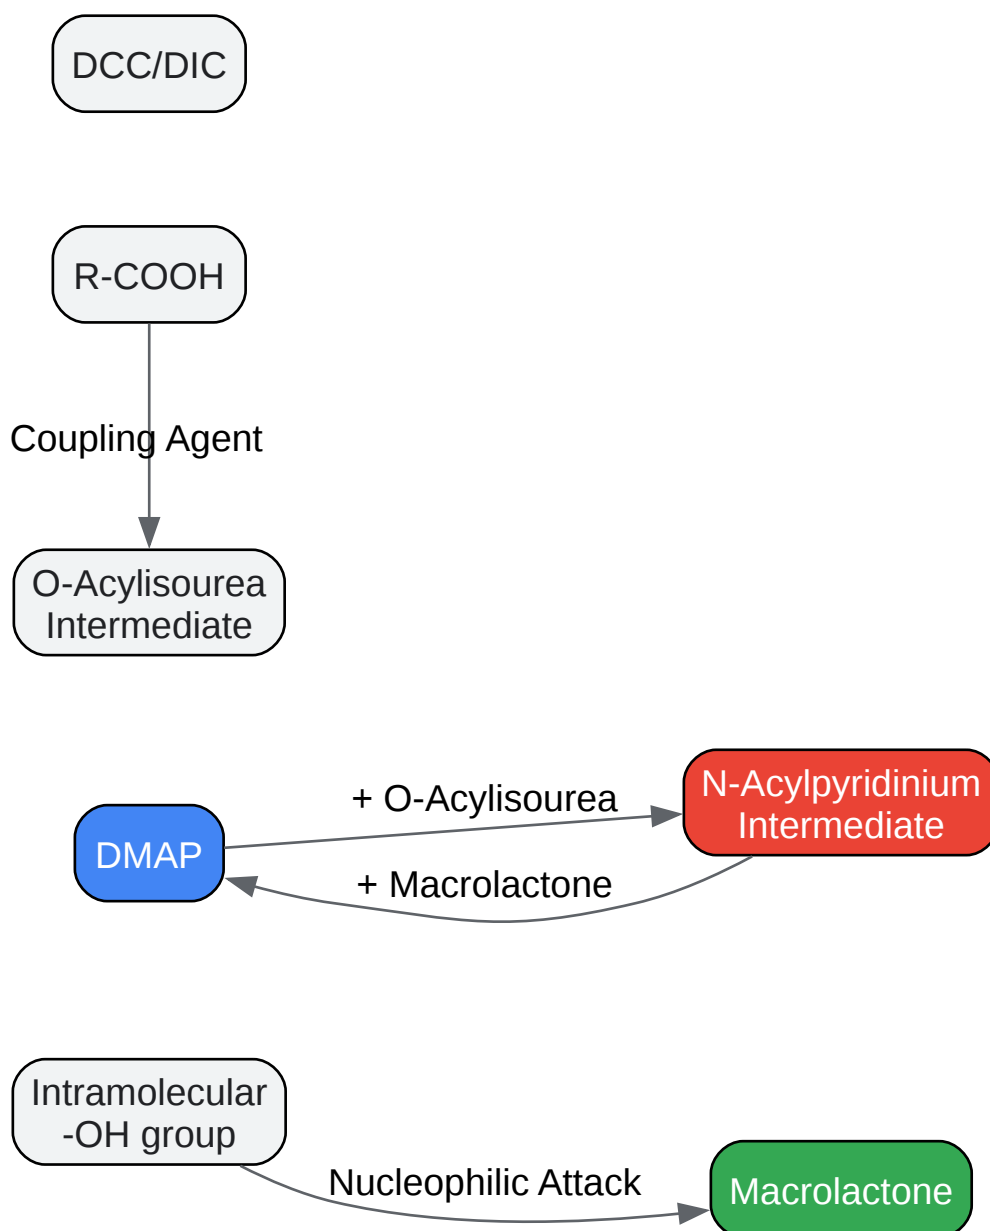 DCC/DIC
R-COOH
Coupling Agent
O-Acylisourea
Intermediate
+ O-Acylisourea
N-Acylpyridinium
Intermediate
DMAP
+ Macrolactone
Intramolecular
-OH group
Nucleophilic Attack
Macrolactone